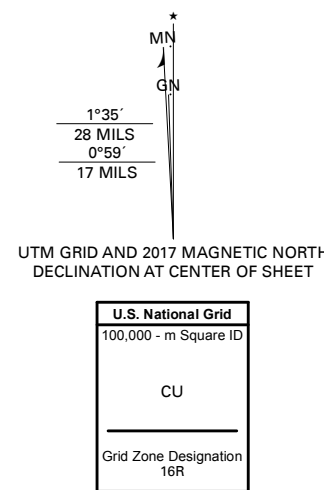 ★
MN
GN
1°35´
28 MILS
0°59´
17 MILS
UTM GRID AND 2017 MAGNETIC NORTH
DECLINATION AT CENTER OF SHEET
U.S. National Grid
100,000 - m Square ID
CU
Grid Zone Designation
16R